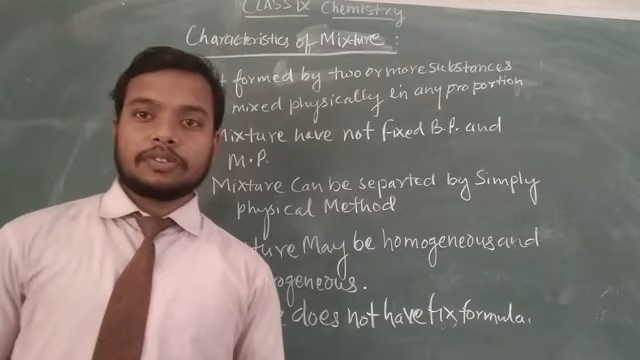 CLASS IX Chemistry
Characteristics of Mixture :
t formed by two or more substances
mixed physically in any proportion
Mixture have not fixed B.P. and
M.P.
Mixture Can be separted by Simply
physical Method
ture May be homogeneous and
ogeneous.
e does not have fix formula.